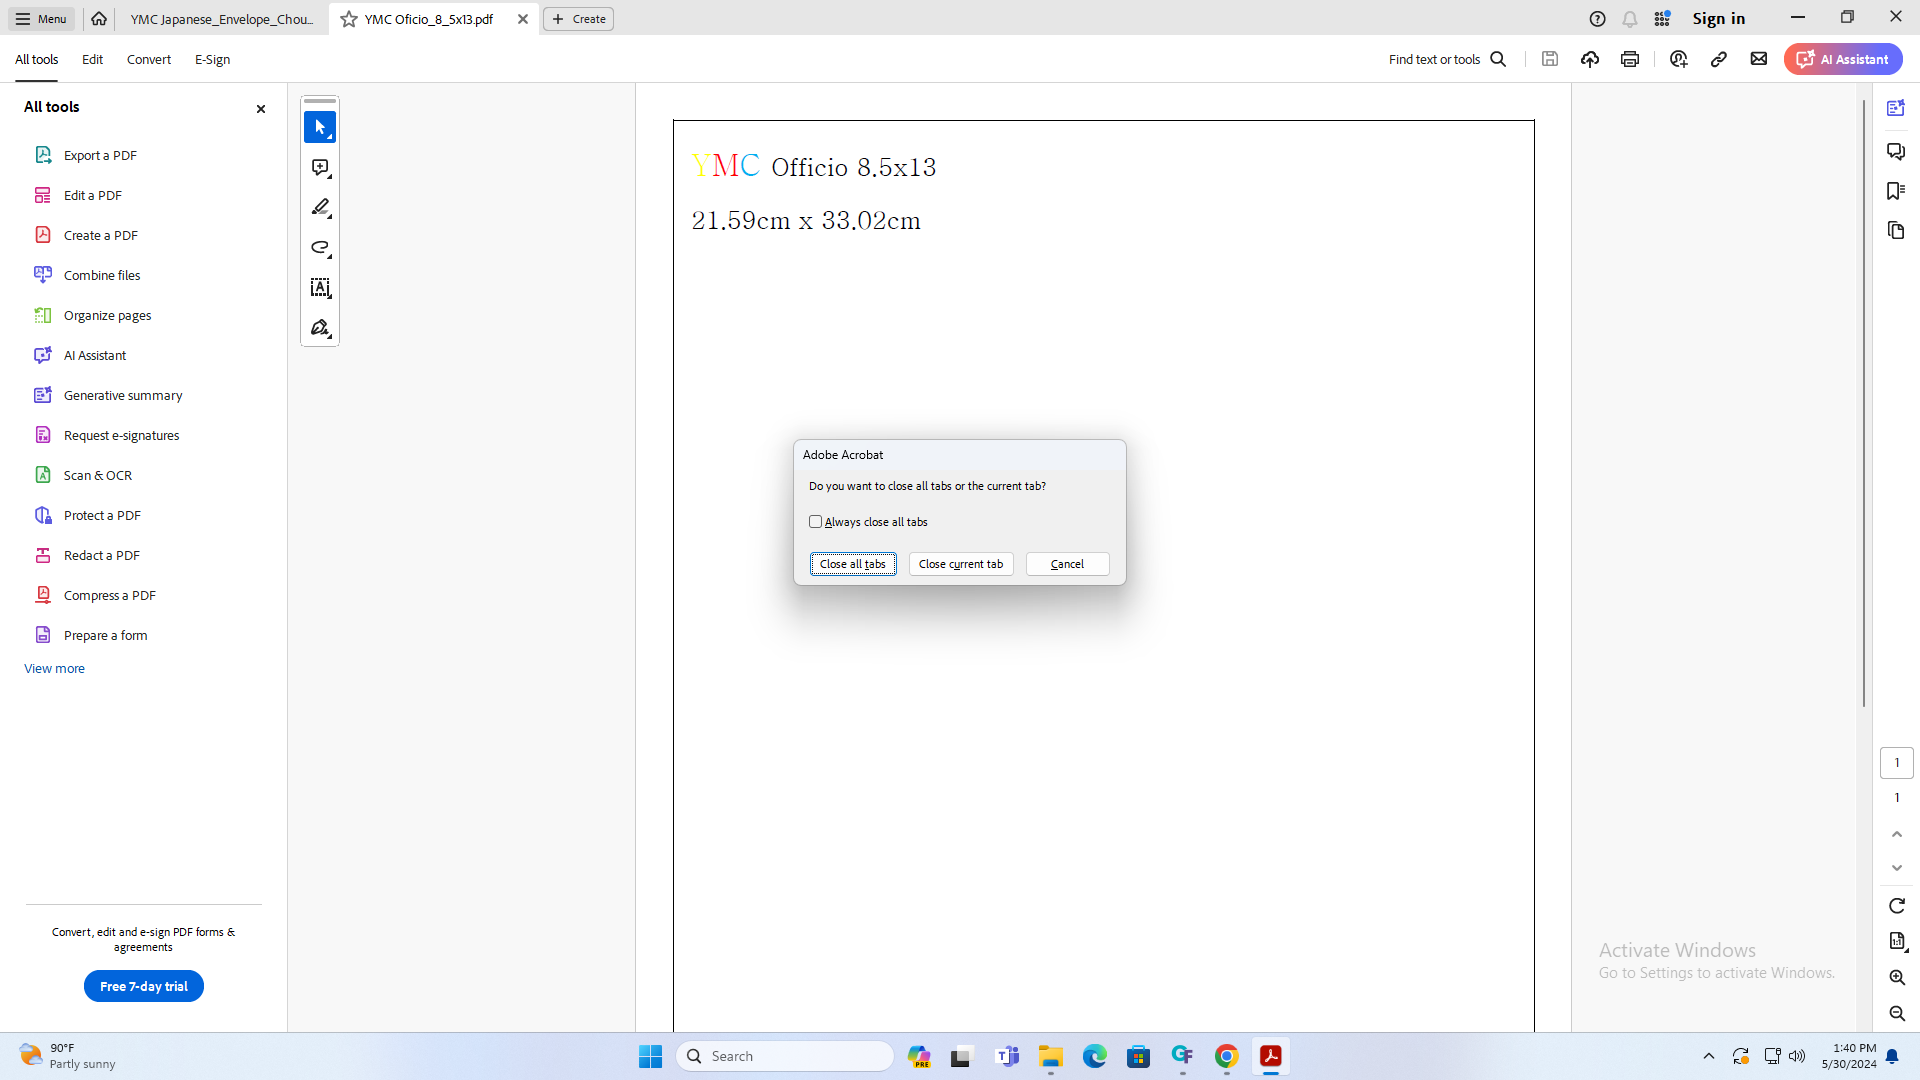 Menu
YMC Japanese_Envelope_Chou...
YMC Oficio_8_5x13.pdf
Create
Sign in
All tools
Edit
Convert
E-Sign
Find text or tools
AI Assistant
All tools
Export a PDF
Edit a PDF
Create a PDF
Combine files
Organize pages
AI Assistant
Generative summary
Request e-signatures
Scan & OCR
Protect a PDF
Redact a PDF
Compress a PDF
Prepare a form
View more
Convert, edit and e-sign PDF forms &
agreements
Free 7-day trial
YMC Officio 8.5x13
21.59cm x 33.02cm
Adobe Acrobat
Do you want to close all tabs or the current tab?
Always close all tabs
Close all tabs
Close current tab
Cancel
1
1
Activate Windows
Go to Settings to activate Windows.
90°F
Partly sunny
Search
PRE
1:40 PM
5/30/2024